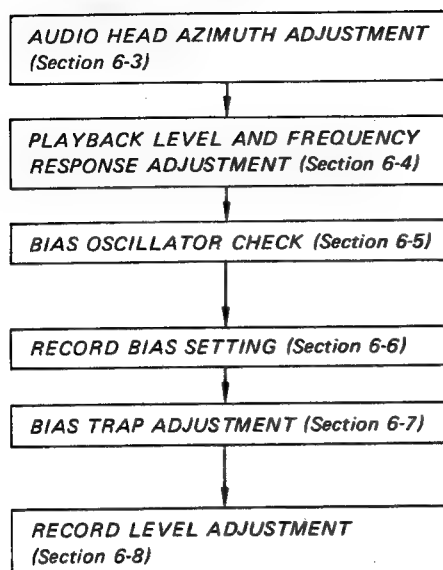 AUDIO HEAD AZIMUTH ADJUSTMENT
(Section 6-3)
PLAYBACK LEVEL AND FREQUENCY
RESPONSE ADJUSTMENT (Section 6-4)
BIAS OSCILLATOR CHECK (Section 6-5)
RECORD BIAS SETTING (Section 6-6)
BIAS TRAP ADJUSTMENT (Section 6-7)
RECORD LEVEL ADJUSTMENT
(Section 6-8)